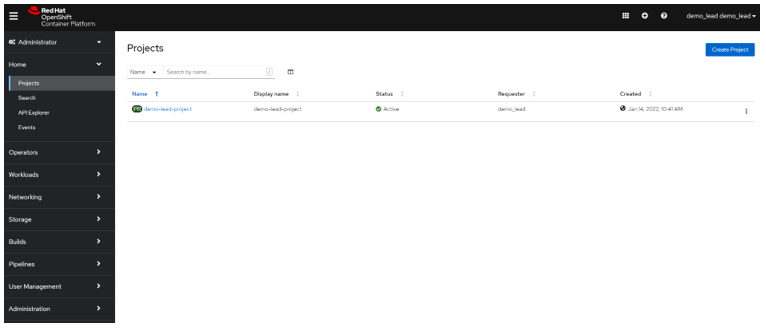 Red Hat
OpenShift
Container Platform
demo_lead demo_lead
Administrator
Home
Projects
Search
API Explorer
Events
Operators
Workloads
Networking
Storage
Builds
Pipelines
User Management
Administration
Projects
Create Project
Name
Search by name...
/
Name
Display name
Status
Requester
Created
PR demo-lead-project
demo-lead-project
Active
demo_lead
Jan 14, 2022, 10:41 AM